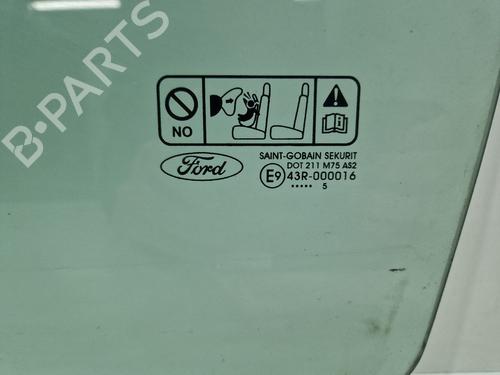 B-PARTS
NO
Ford
SAINT-GOBAIN SEKURIT
DOT 211 M75 AS2
E9 43R-000016
..... 5